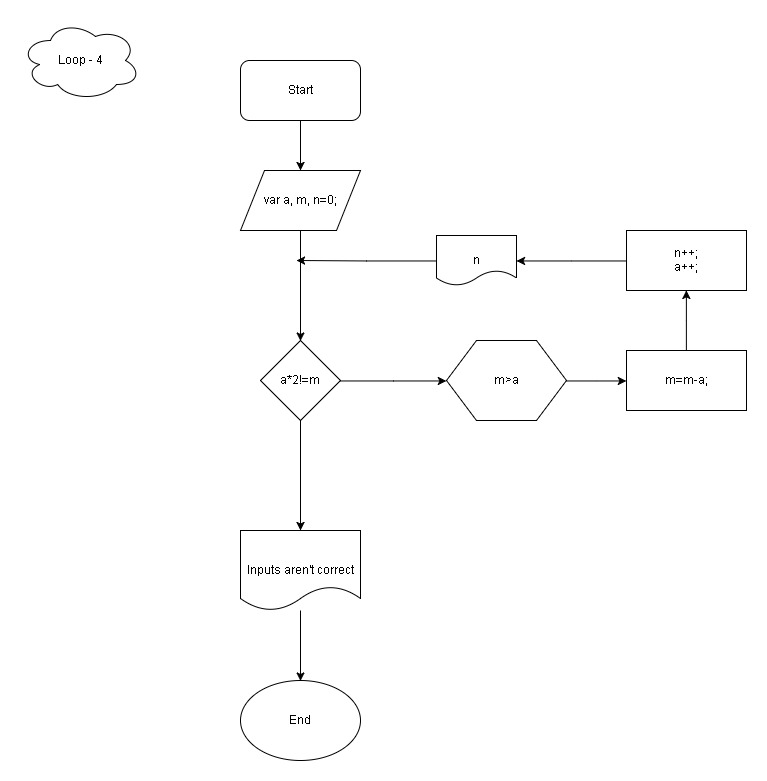 Loop - 4
Start
var a, m, n=0;
n
n++;
a++;
a*2!=m
m>a
m=m-a;
Inputs aren't correct
End